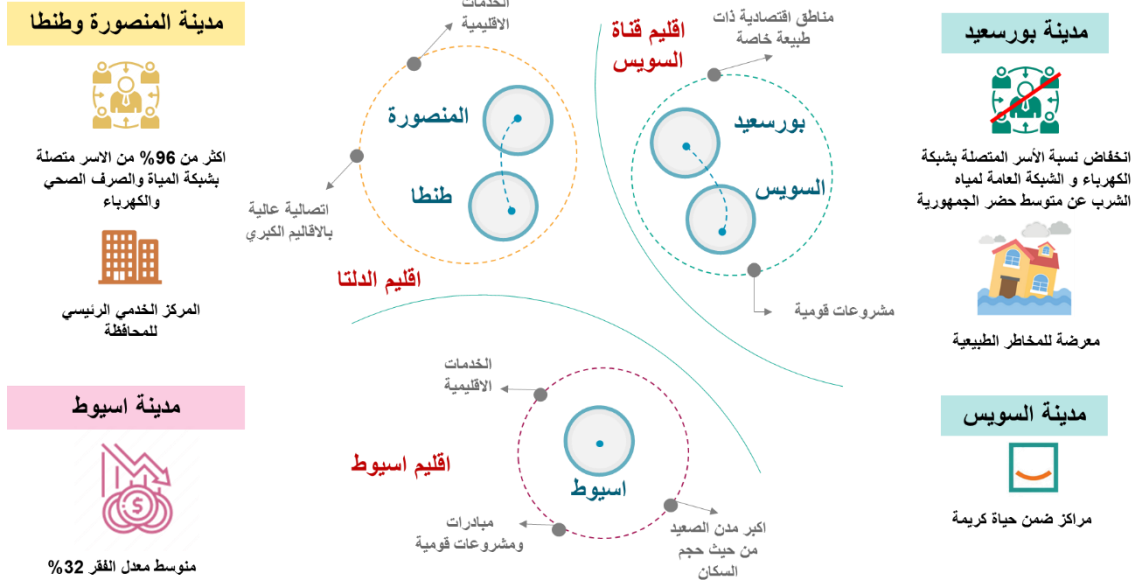 مدينة بورسعيد
انخفاض نسبة الأسر المتصلة بشبكة
الكهرباء و الشبكة العامة لمياه
الشرب عن متوسط حضر الجمهورية
معرضة للمخاطر الطبيعية
مدينة السويس
مراكز ضمن حياة كريمة
مناطق اقتصادية ذات
طبيعة خاصة
اقليم قناة
السويس
بورسعيد
السويس
مشروعات قومية
الخدمات
الاقليمية
المنصورة
طنطا
اتصالية عالية
بالاقاليم الكبري
اقليم الدلتا
الخدمات
الاقليمية
اقليم اسيوط
اسيوط
مبادرات
ومشروعات قومية
اكبر مدن الصعيد
من حيث حجم
السكان
مدينة المنصورة وطنطا
اكثر من 96% من الاسر متصلة
بشبكة المياة والصرف الصحي
والكهرباء
المركز الخدمي الرئيسي
للمحافظة
مدينة اسيوط
متوسط معدل الفقر 32%